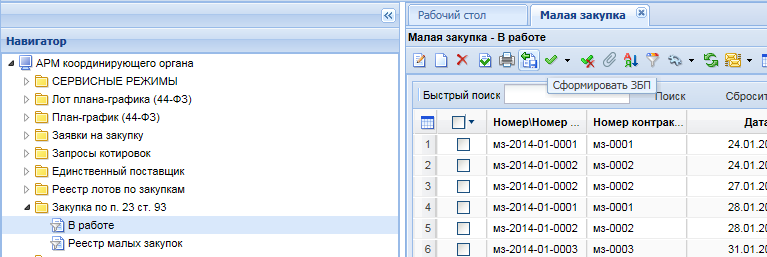 Навигатор
АРМ координирующего органа
СЕРВИСНЫЕ РЕЖИМЫ
Лот плана-графика (44-ФЗ)
План-график (44-ФЗ)
Заявки на закупку
Запросы котировок
Единственный поставщик
Реестр лотов по закупкам
Закупка по п. 23 ст. 93
В работе
Реестр малых закупок
Рабочий стол Малая закупка
Малая закупка - В работе
Сформировать ЗБП
Быстрый поиск Поиск Сбросит
Номер\Номер ... Номер контрак... Дата
1 мз-2014-01-0001 мз-0001 24.01.20
2 мз-2014-01-0002 мз-0002 24.01.20
3 мз-2014-01-0002 мз-0002 27.01.20
4 мз-2014-01-0001 мз-0001 28.01.20
5 мз-2014-01-0002 мз-0002 28.01.20
6 мз-2014-01-0003 мз-0003 31.01.20